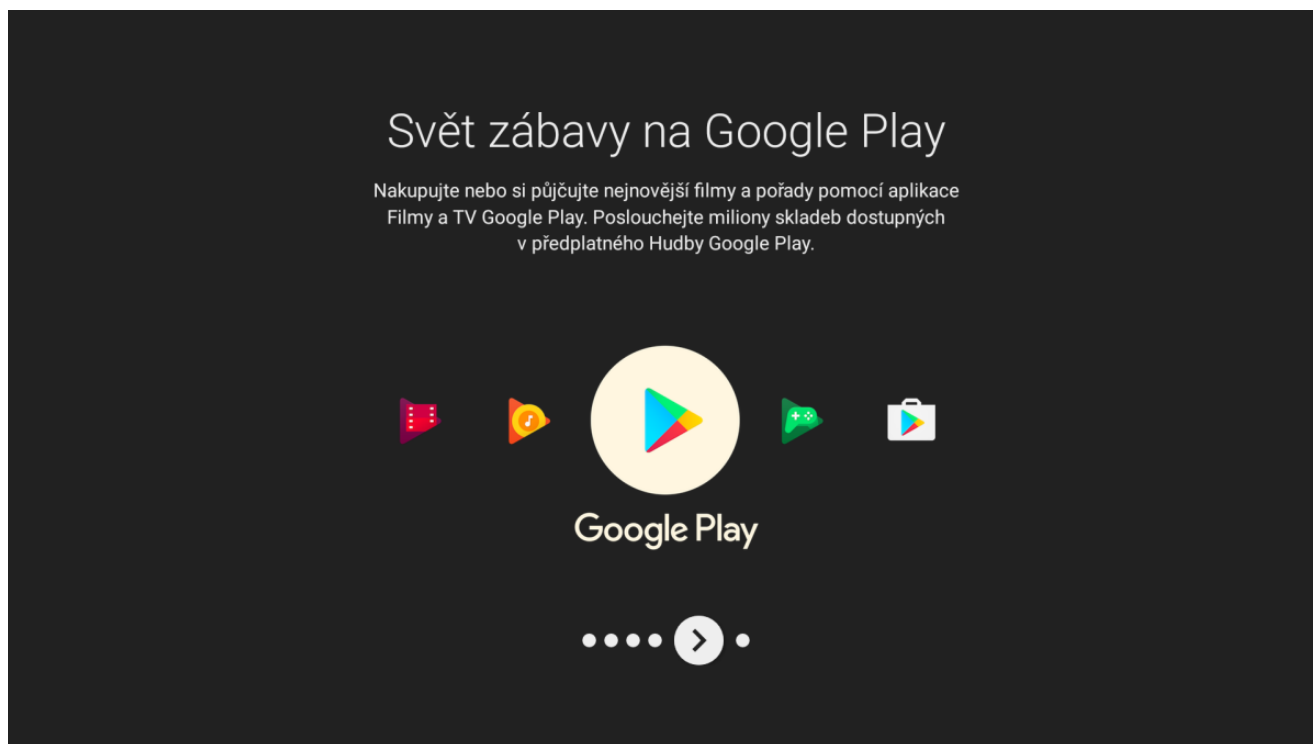 Svět zábavy na Google Play
Nakupujte nebo si půjčujte nejnovější filmy a pořady pomocí aplikace
Filmy a TV Google Play. Poslouchejte miliony skladeb dostupných
v předplatného Hudby Google Play.
Google Play